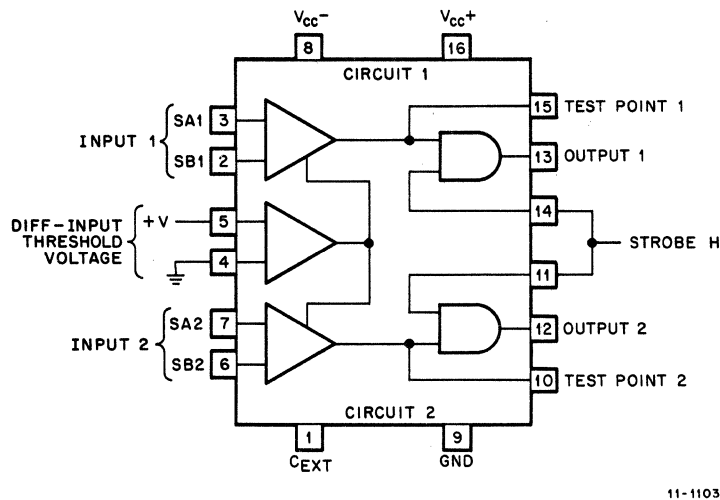 VCC- VCC+
8 16
CIRCUIT 1
INPUT 1
SA1 3
SB1 2
15 TEST POINT 1
13 OUTPUT 1
DIFF-INPUT
THRESHOLD
VOLTAGE
+V 5
4
14
STROBE H
11
INPUT 2
SA2 7
SB2 6
12 OUTPUT 2
10 TEST POINT 2
CIRCUIT 2
1 9
CEXT GND
11-1103